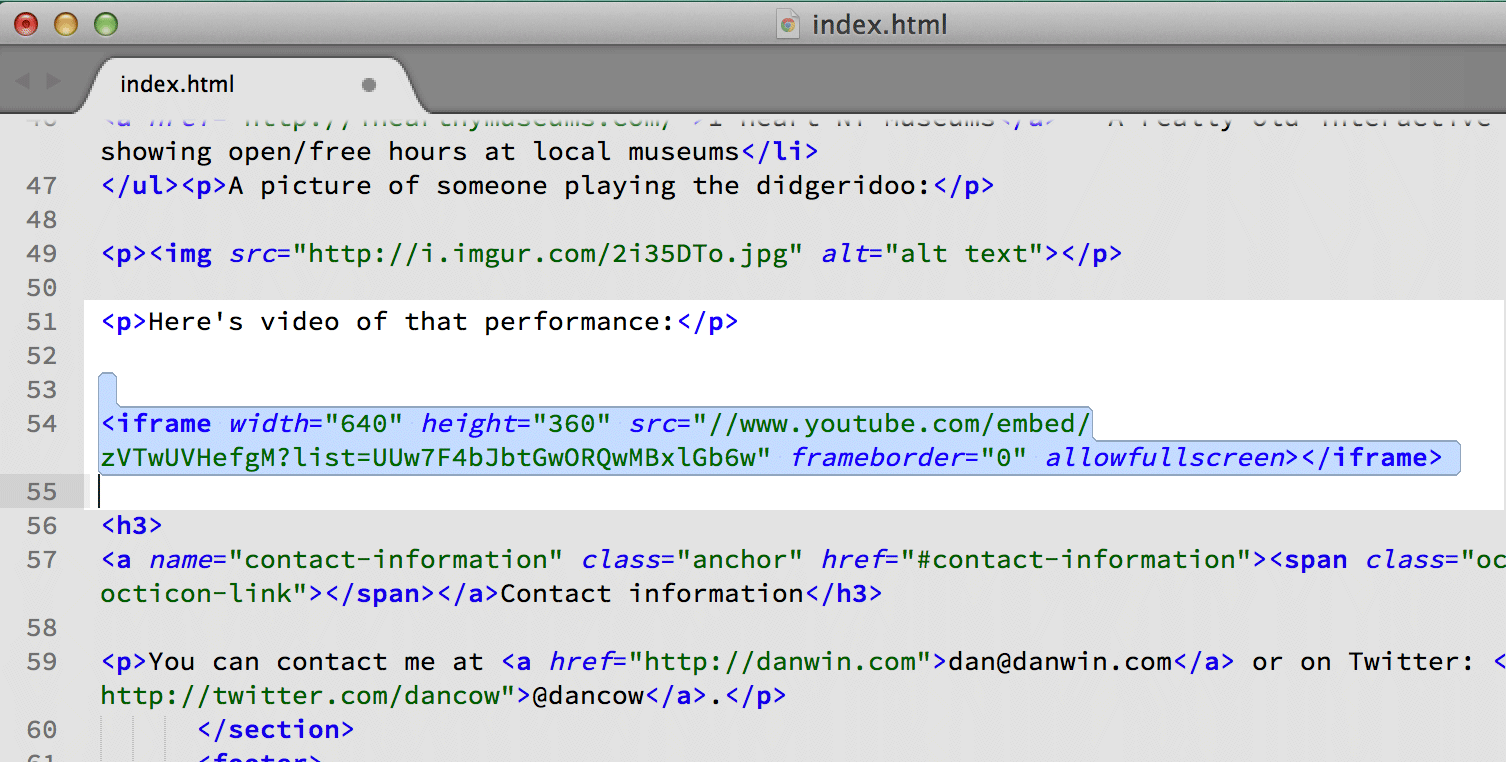 index.html
index.html
showing open/free hours at local museums</li>
47 </ul><p>A picture of someone playing the didgeridoo:</p>
48
49 <p><img src="http://i.imgur.com/2i35DTo.jpg" alt="alt text"></p>
50
51 <p>Here's video of that performance:</p>
52
53
54 <iframe width="640" height="360" src="//www.youtube.com/embed/
zVTwUVHefgM?list=UUw7F4bJbtGwORQwMBxlGb6w" frameborder="0" allowfullscreen></iframe>
55
56 <h3>
57 <a name="contact-information" class="anchor" href="#contact-information"><span class="oc
octicon-link"></span></a>Contact information</h3>
58
59 <p>You can contact me at <a href="http://danwin.com">dan@danwin.com</a> or on Twitter: <
http://twitter.com/dancow">@dancow</a>.</p>
60 </section>
61 <footer>